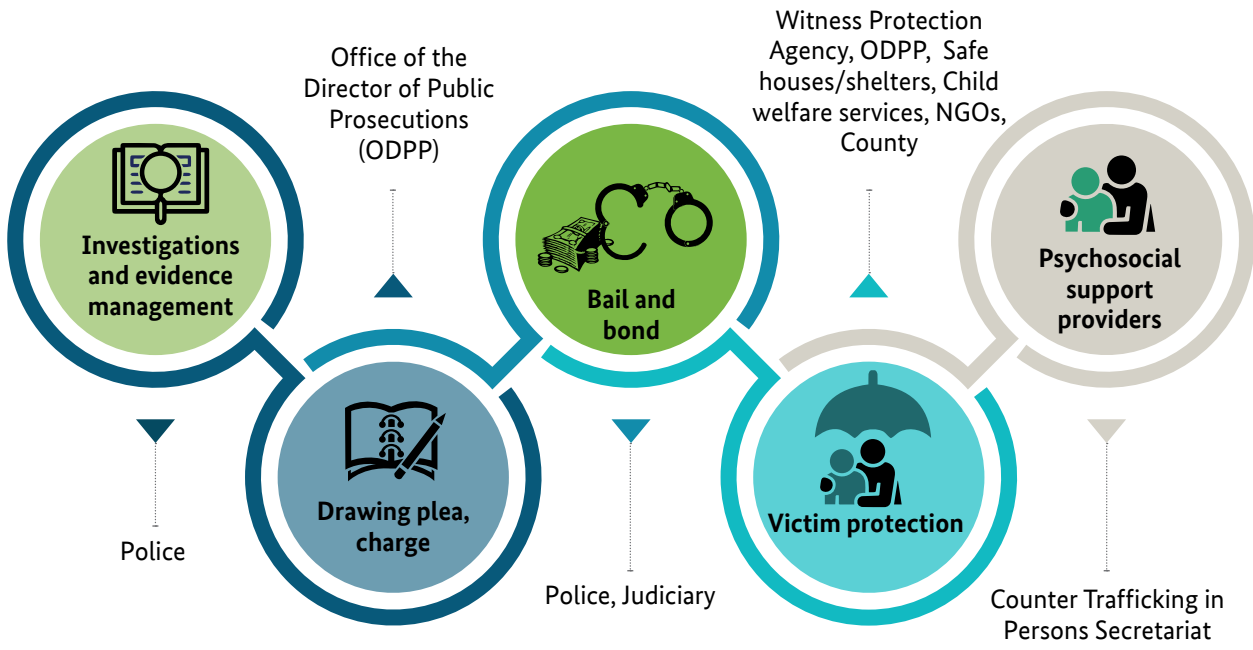 Investigations
and evidence
management
Police
Office of the
Director of Public
Prosecutions
(ODPP)
Drawing plea,
charge
Bail and
bond
Police, Judiciary
Witness Protection
Agency, ODPP, Safe
houses/shelters, Child
welfare services, NGOs,
County
Victim protection
Psychosocial
support
providers
Counter Trafficking in
Persons Secretariat